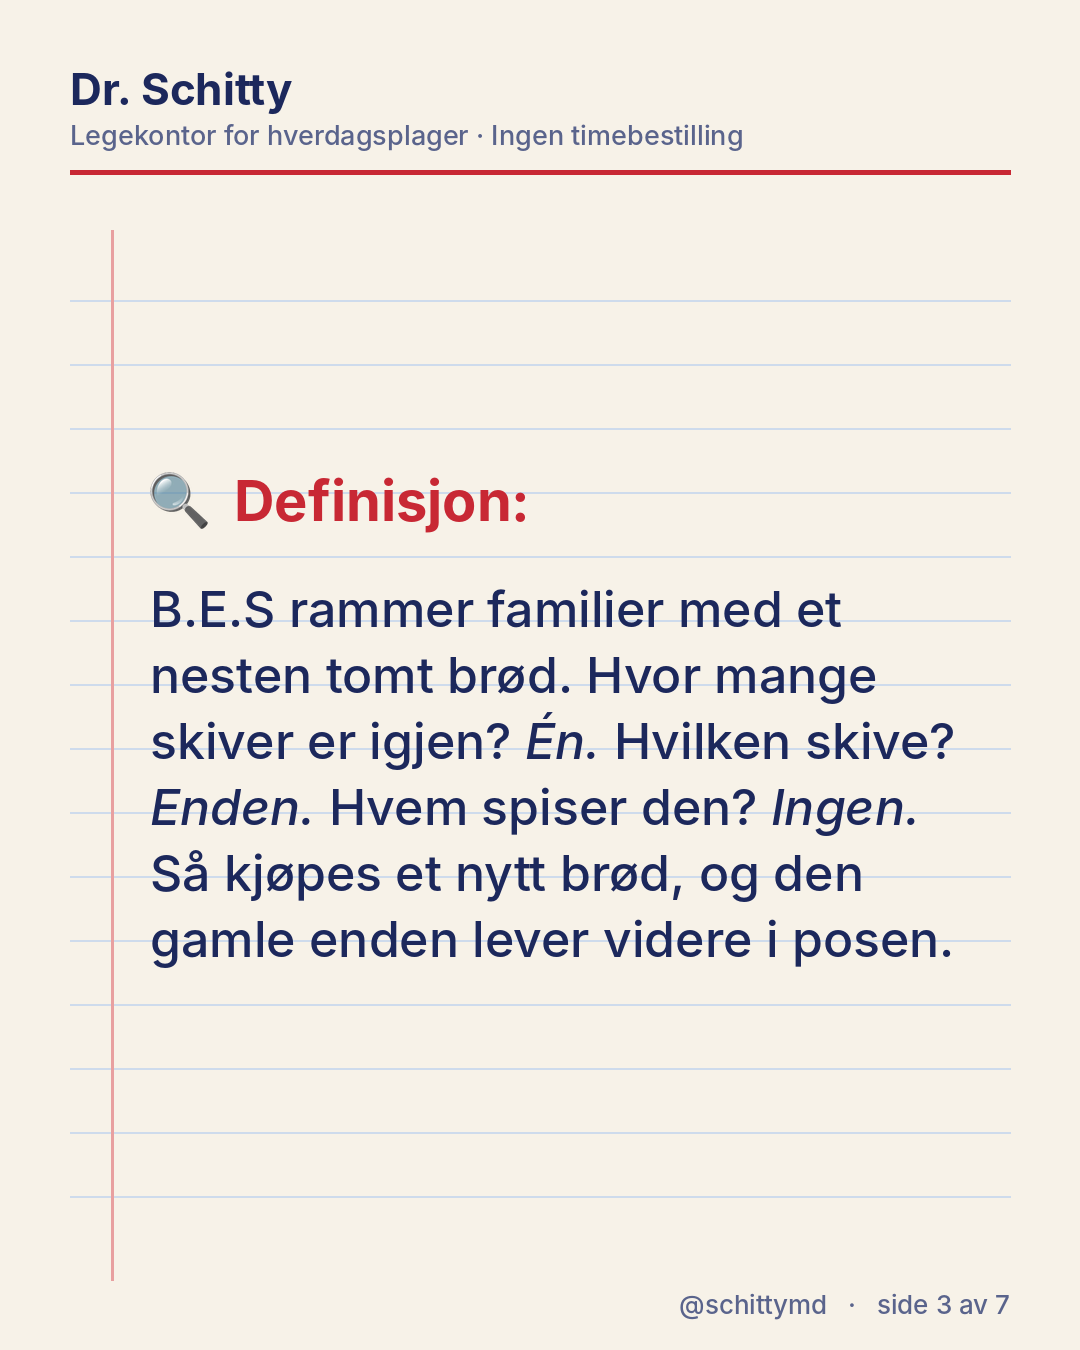 Dr. Schitty
Legekontor for hverdagsplager · Ingen timebestilling
🔍 Definisjon:
B.E.S rammer familier med et
nesten tomt brød. Hvor mange
skiver er igjen? Én. Hvilken skive?
Enden. Hvem spiser den? Ingen.
Så kjøpes et nytt brød, og den
gamle enden lever videre i posen.
@schittymd · side 3 av 7